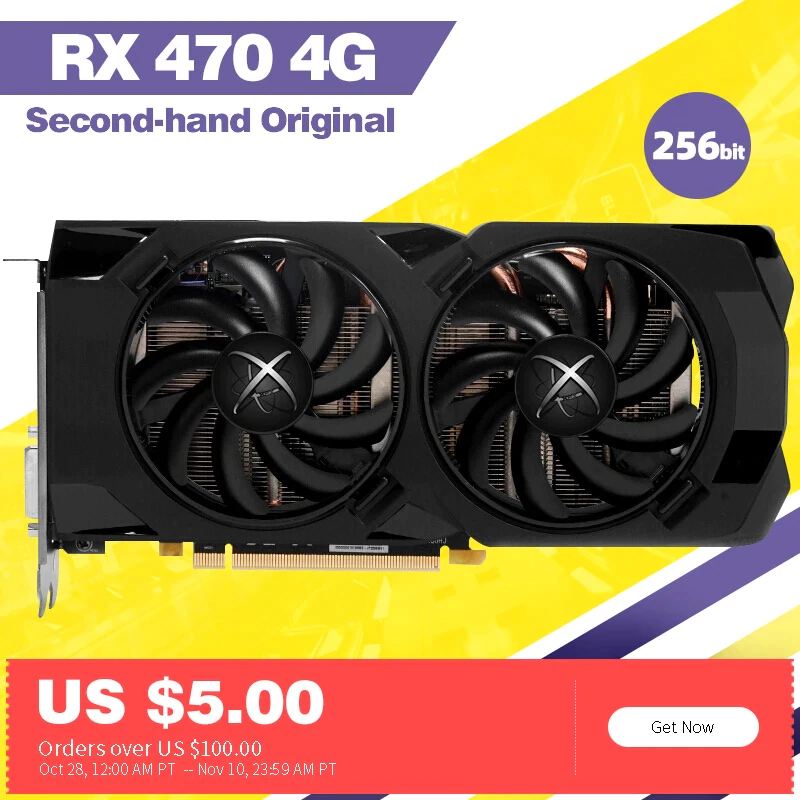 RX 470 4G
Second-hand Original
256bit
US $5.00
Orders over US $100.00
Oct 28, 12:00 AM PT -- Nov 10, 23:59 AM PT
Get Now